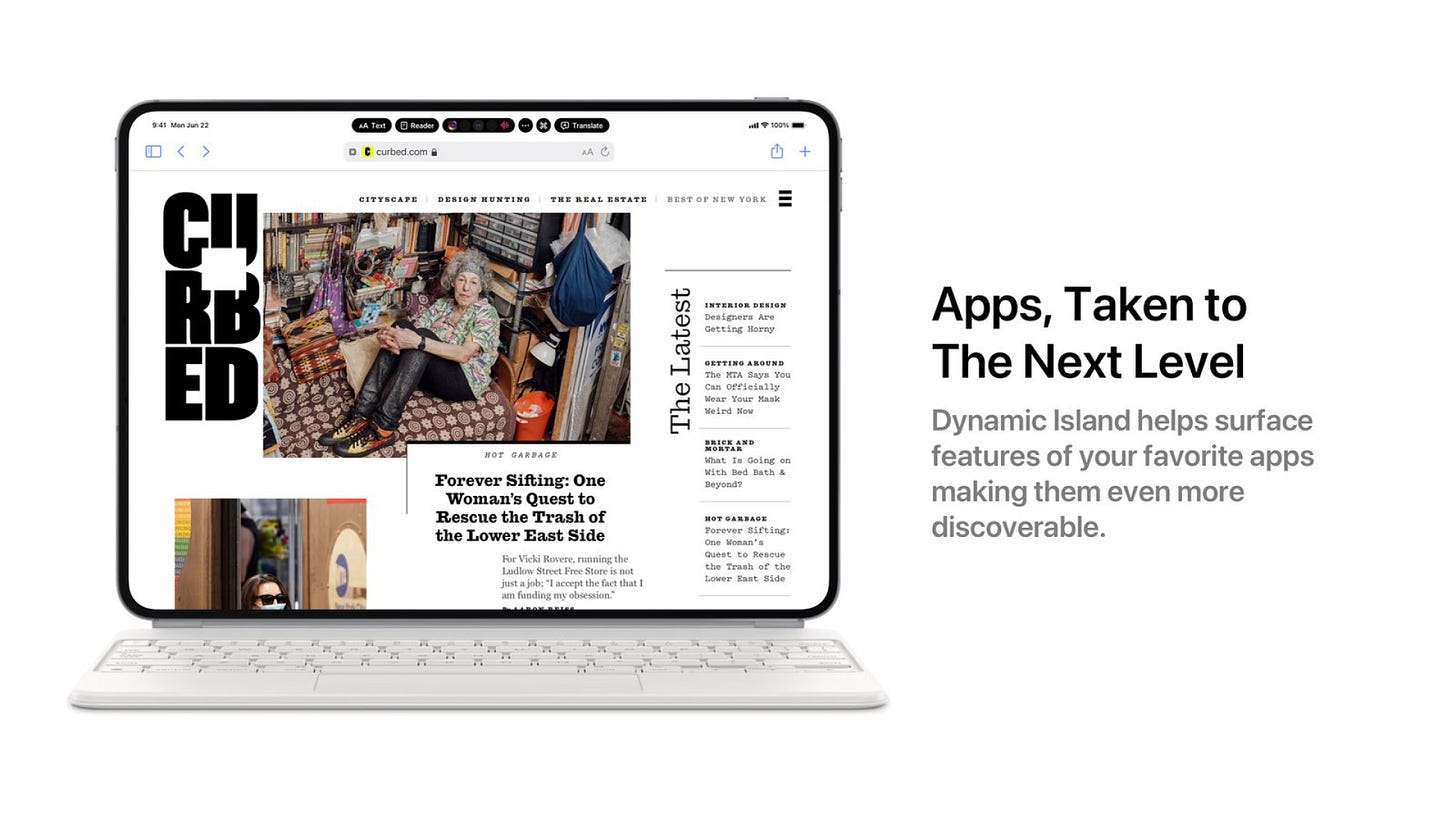 9:41 Mon Jun 22
AA Text
Reader
Translate
100%
curbed.com
AA
CU
RB
ED
CITYSCAPE
DESIGN HUNTING
THE REAL ESTATE
BEST OF NEW YORK
HOT GARBAGE
Forever Sifting: One
Woman's Quest to
Rescue the Trash of
the Lower East Side
For Vicki Rovere, running the
Ludlow Street Free Store is not
just a job; “I accept the fact that I
am funding my obsession.”
By AARON REISS
The Latest
INTERIOR DESIGN
Designers Are
Getting Horny
GETTING AROUND
The MTA Says You
Can Officially
Wear Your Mask
Weird Now
BRICK AND
MORTAR
What Is Going on
With Bed Bath &
Beyond?
HOT GARBAGE
Forever Sifting:
One Woman's
Quest to Rescue
the Trash of the
Lower East Side
Apps, Taken to
The Next Level
Dynamic Island helps surface
features of your favorite apps
making them even more
discoverable.